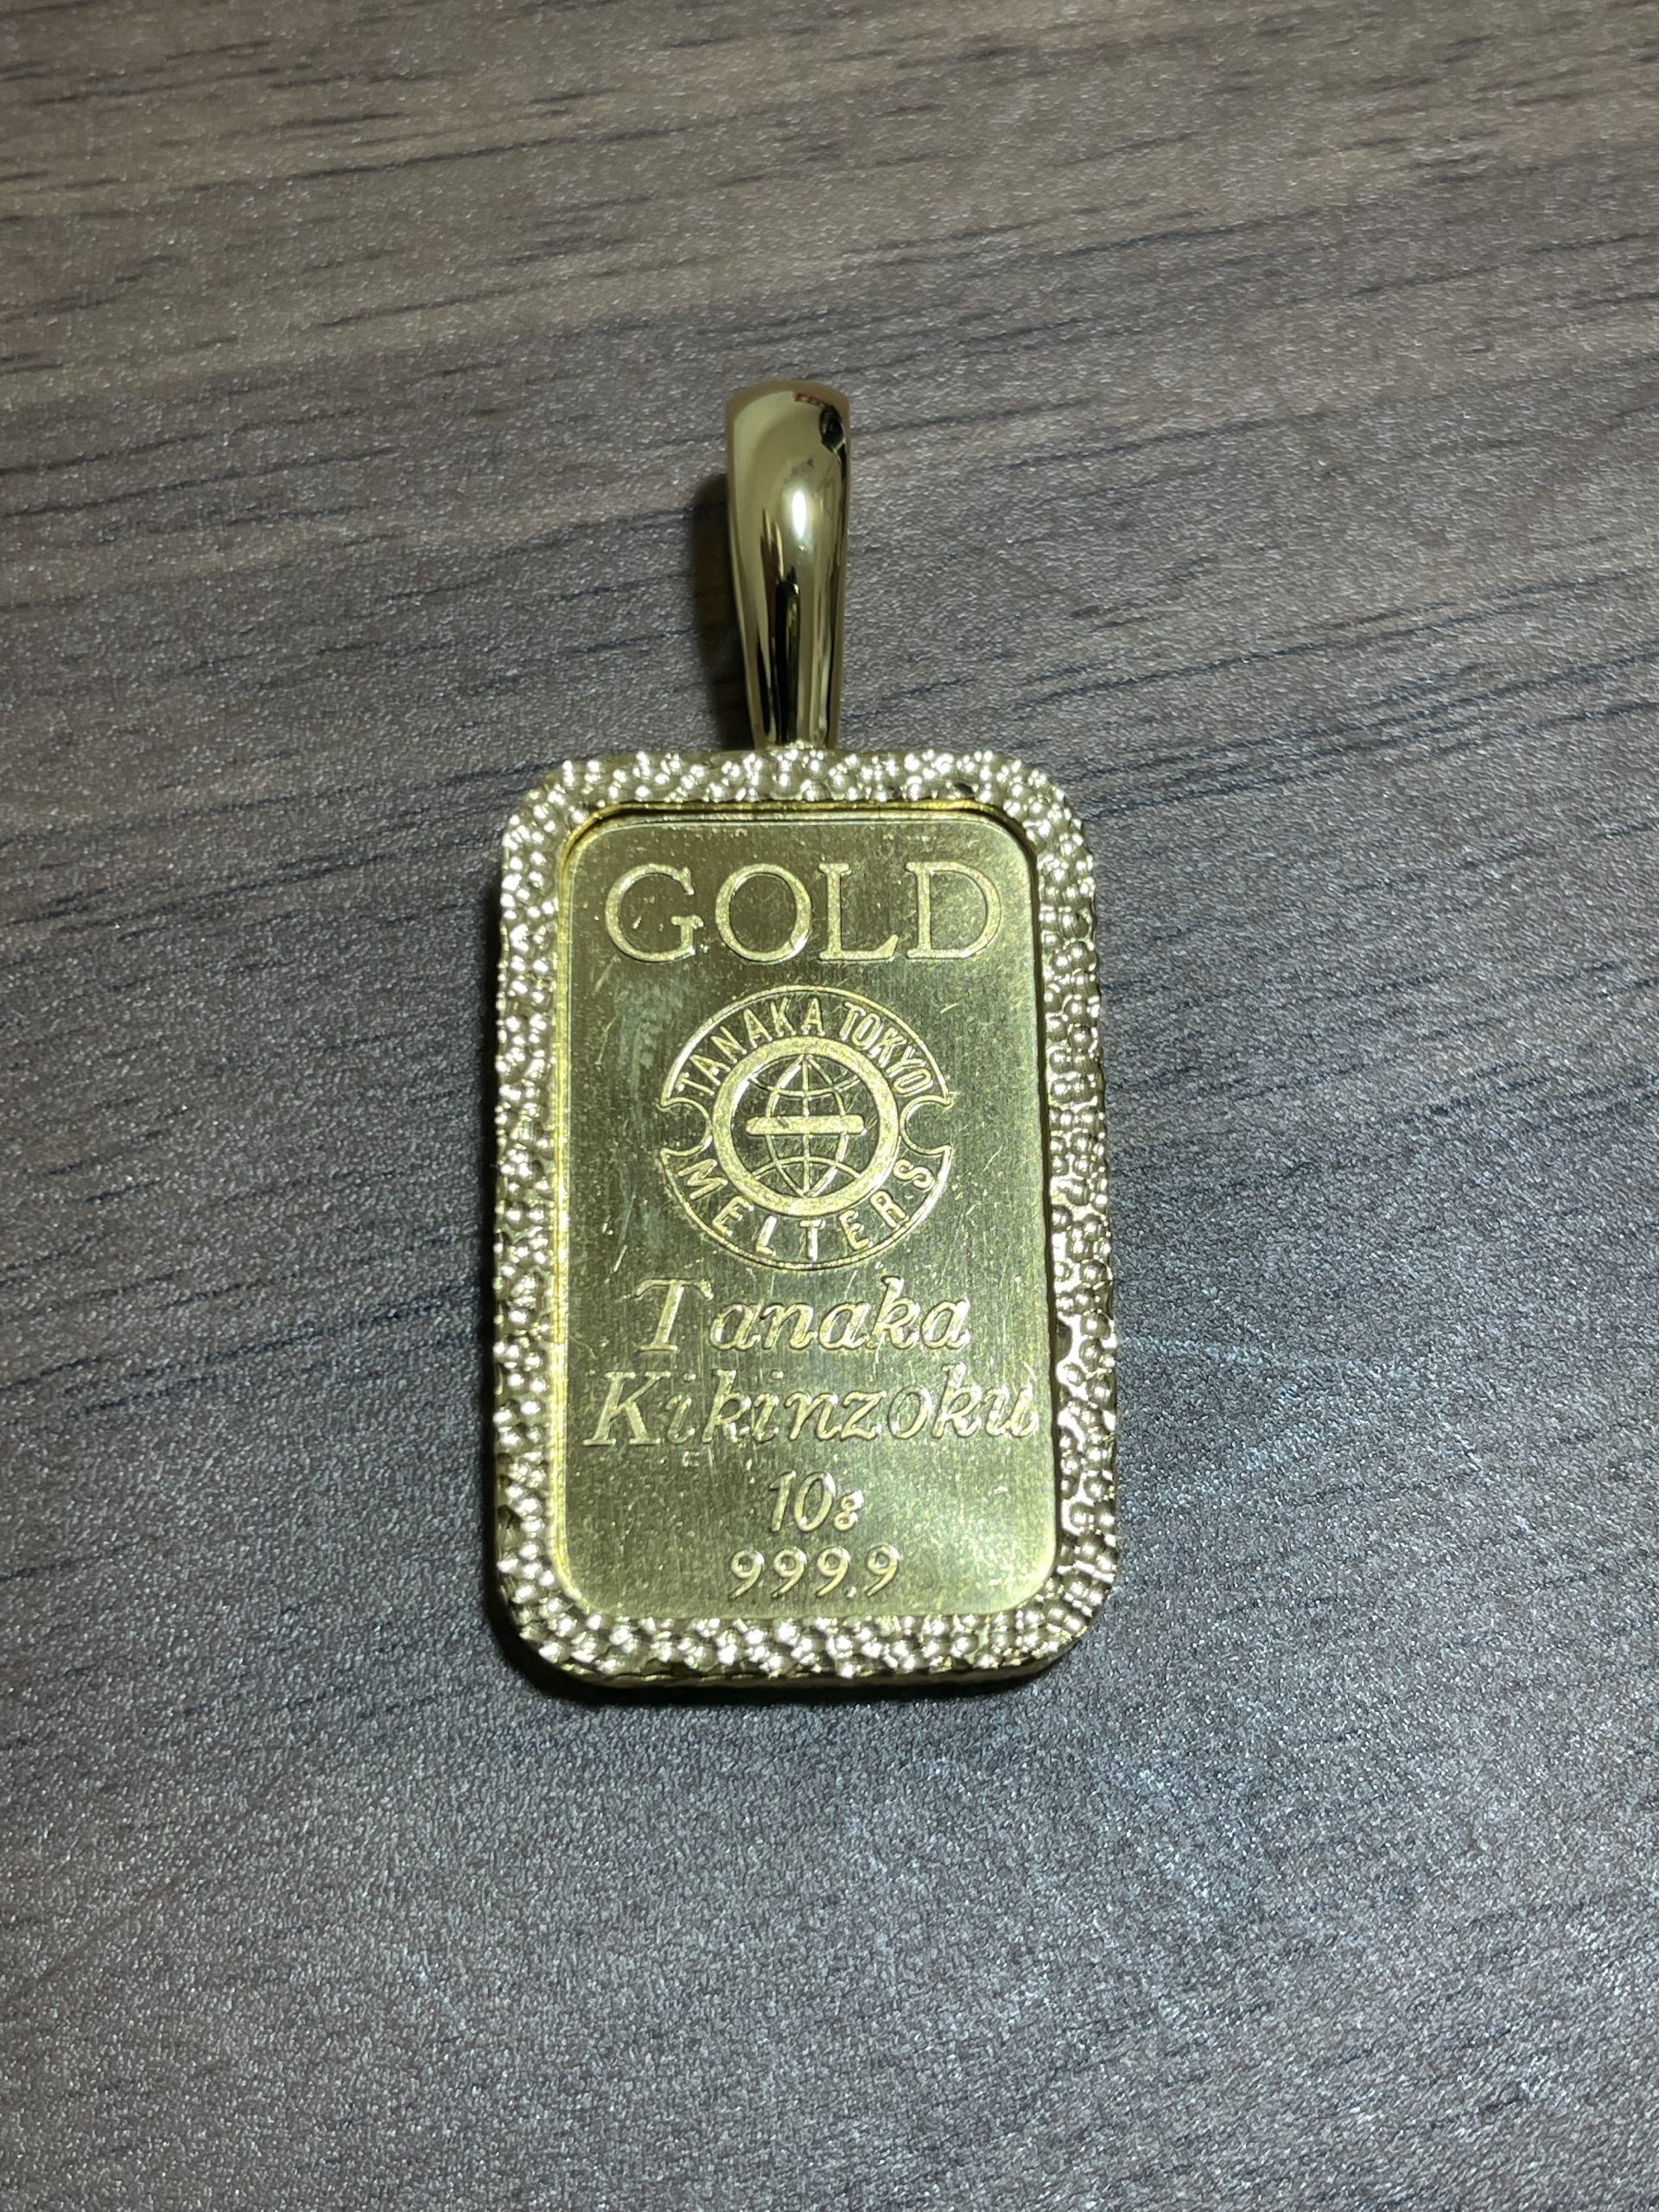 GOLD
TANAKA TOKYO
MELTERS
Tanaka
Kikinzoku
10g
999.9